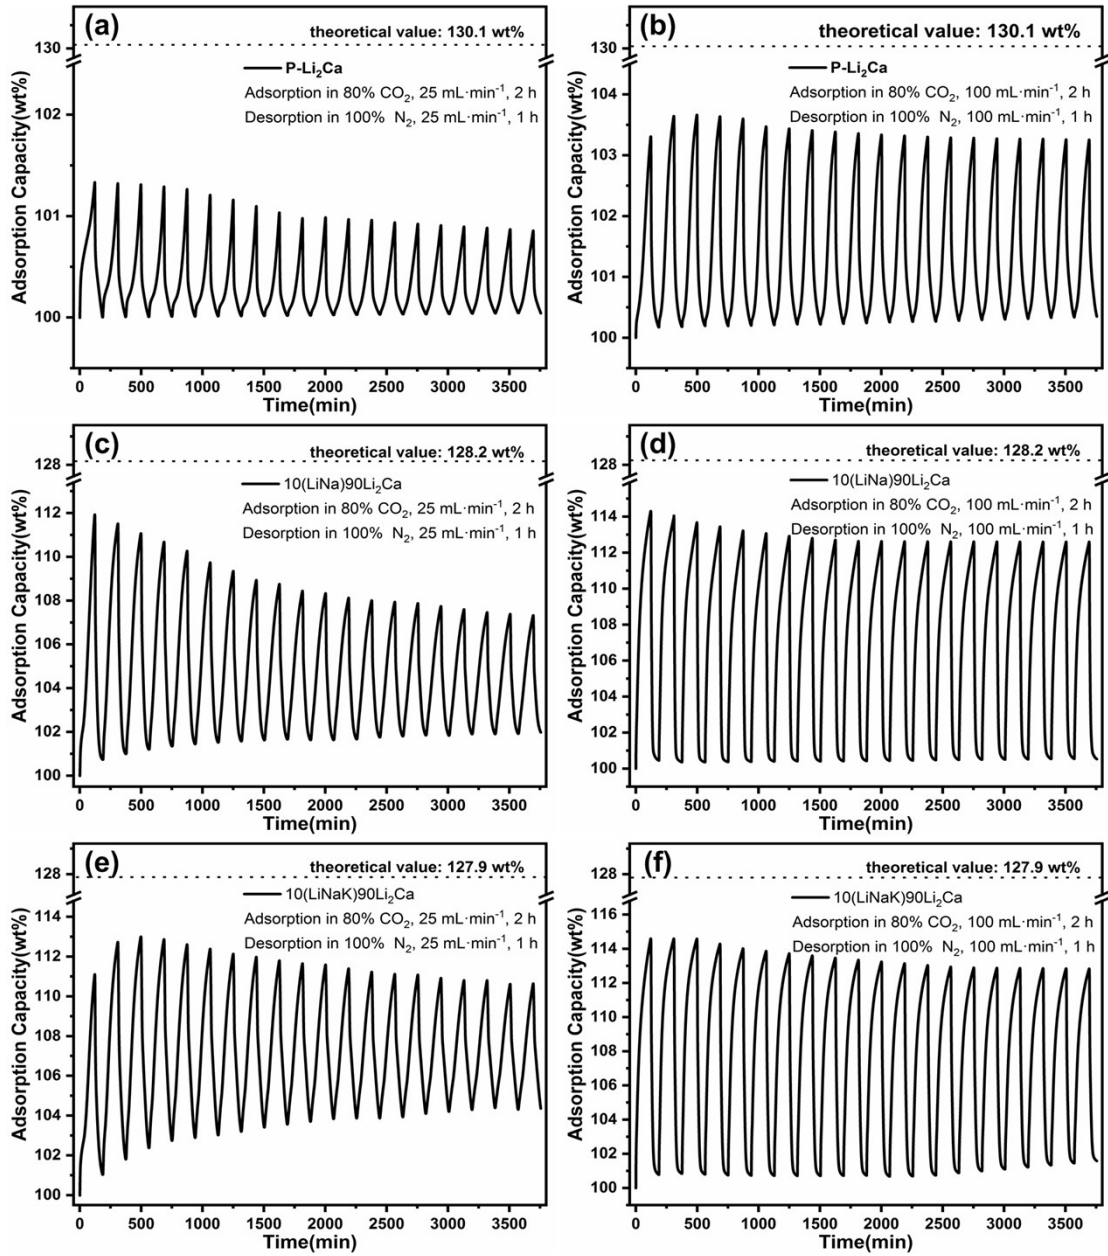 (a)
theoretical value: 130.1 wt%
P-Li₂Ca
Adsorption in 80% CO₂, 25 mL·min⁻¹, 2 h
Desorption in 100% N₂, 25 mL·min⁻¹, 1 h
Adsorption Capacity(wt%)
130
102
101
100
0 500 1000 1500 2000 2500 3000 3500
Time(min)
(b)
theoretical value: 130.1 wt%
P-Li₂Ca
Adsorption in 80% CO₂, 100 mL·min⁻¹, 2 h
Desorption in 100% N₂, 100 mL·min⁻¹, 1 h
Adsorption Capacity(wt%)
130
104
103
102
101
100
0 500 1000 1500 2000 2500 3000 3500
Time(min)
(c)
theoretical value: 128.2 wt%
10(LiNa)90Li₂Ca
Adsorption in 80% CO₂, 25 mL·min⁻¹, 2 h
Desorption in 100% N₂, 25 mL·min⁻¹, 1 h
Adsorption Capacity(wt%)
128
112
110
108
106
104
102
100
0 500 1000 1500 2000 2500 3000 3500
Time(min)
(d)
theoretical value: 128.2 wt%
10(LiNa)90Li₂Ca
Adsorption in 80% CO₂, 100 mL·min⁻¹, 2 h
Desorption in 100% N₂, 100 mL·min⁻¹, 1 h
Adsorption Capacity(wt%)
128
114
112
110
108
106
104
102
100
0 500 1000 1500 2000 2500 3000 3500
Time(min)
(e)
theoretical value: 127.9 wt%
10(LiNaK)90Li₂Ca
Adsorption in 80% CO₂, 25 mL·min⁻¹, 2 h
Desorption in 100% N₂, 25 mL·min⁻¹, 1 h
Adsorption Capacity(wt%)
128
114
112
110
108
106
104
102
100
0 500 1000 1500 2000 2500 3000 3500
Time(min)
(f)
theoretical value: 127.9 wt%
10(LiNaK)90Li₂Ca
Adsorption in 80% CO₂, 100 mL·min⁻¹, 2 h
Desorption in 100% N₂, 100 mL·min⁻¹, 1 h
Adsorption Capacity(wt%)
128
116
114
112
110
108
106
104
102
100
0 500 1000 1500 2000 2500 3000 3500
Time(min)